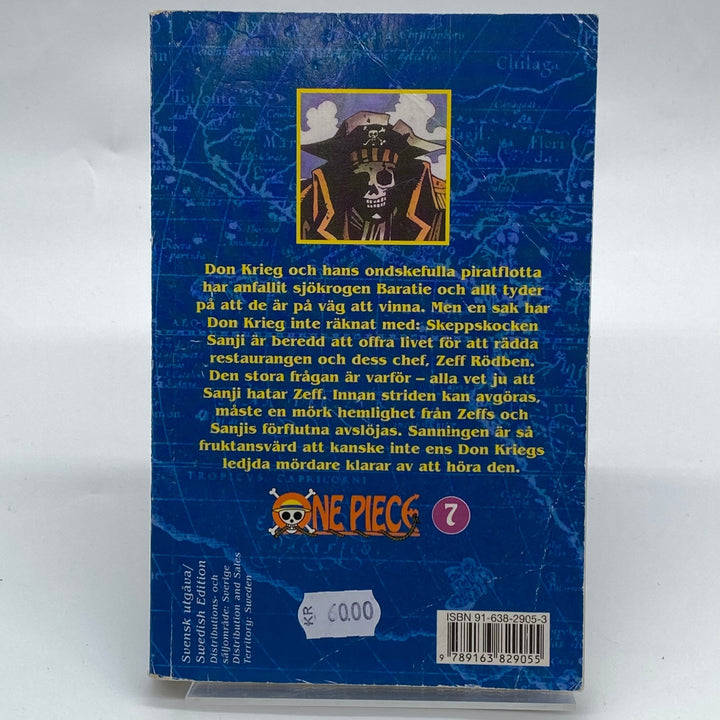 Chilaga
Don Krieg och hans ondskefulla piratflotta
har anfallit sjökrogen Baratie och allt tyder
på att de är på väg att vinna. Men en sak har
Don Krieg inte räknat med: Skeppskocken
Sanji är beredd att offra livet för att rädda
restaurangen och dess chef, Zeff Rödben.
Den stora frågan är varför – alla vet ju att
Sanji hatar Zeff. Innan striden kan avgöras,
måste en mörk hemlighet från Zeffs och
Sanjis förflutna avslöjas. Sanningen är så
fruktansvärd att kanske inte ens Don Kriegs
ledjda mördare klarar av att höra den.
TROPICVS CAPRICORNI
ONE PIECE 7
Svensk utgåva/
Swedish Edition
Distributions- och
säljområde: Sverige
Distribution and Sales
Territory: Sweden
KR 60.00
ISBN 91-638-2905-3
9 789163 829055